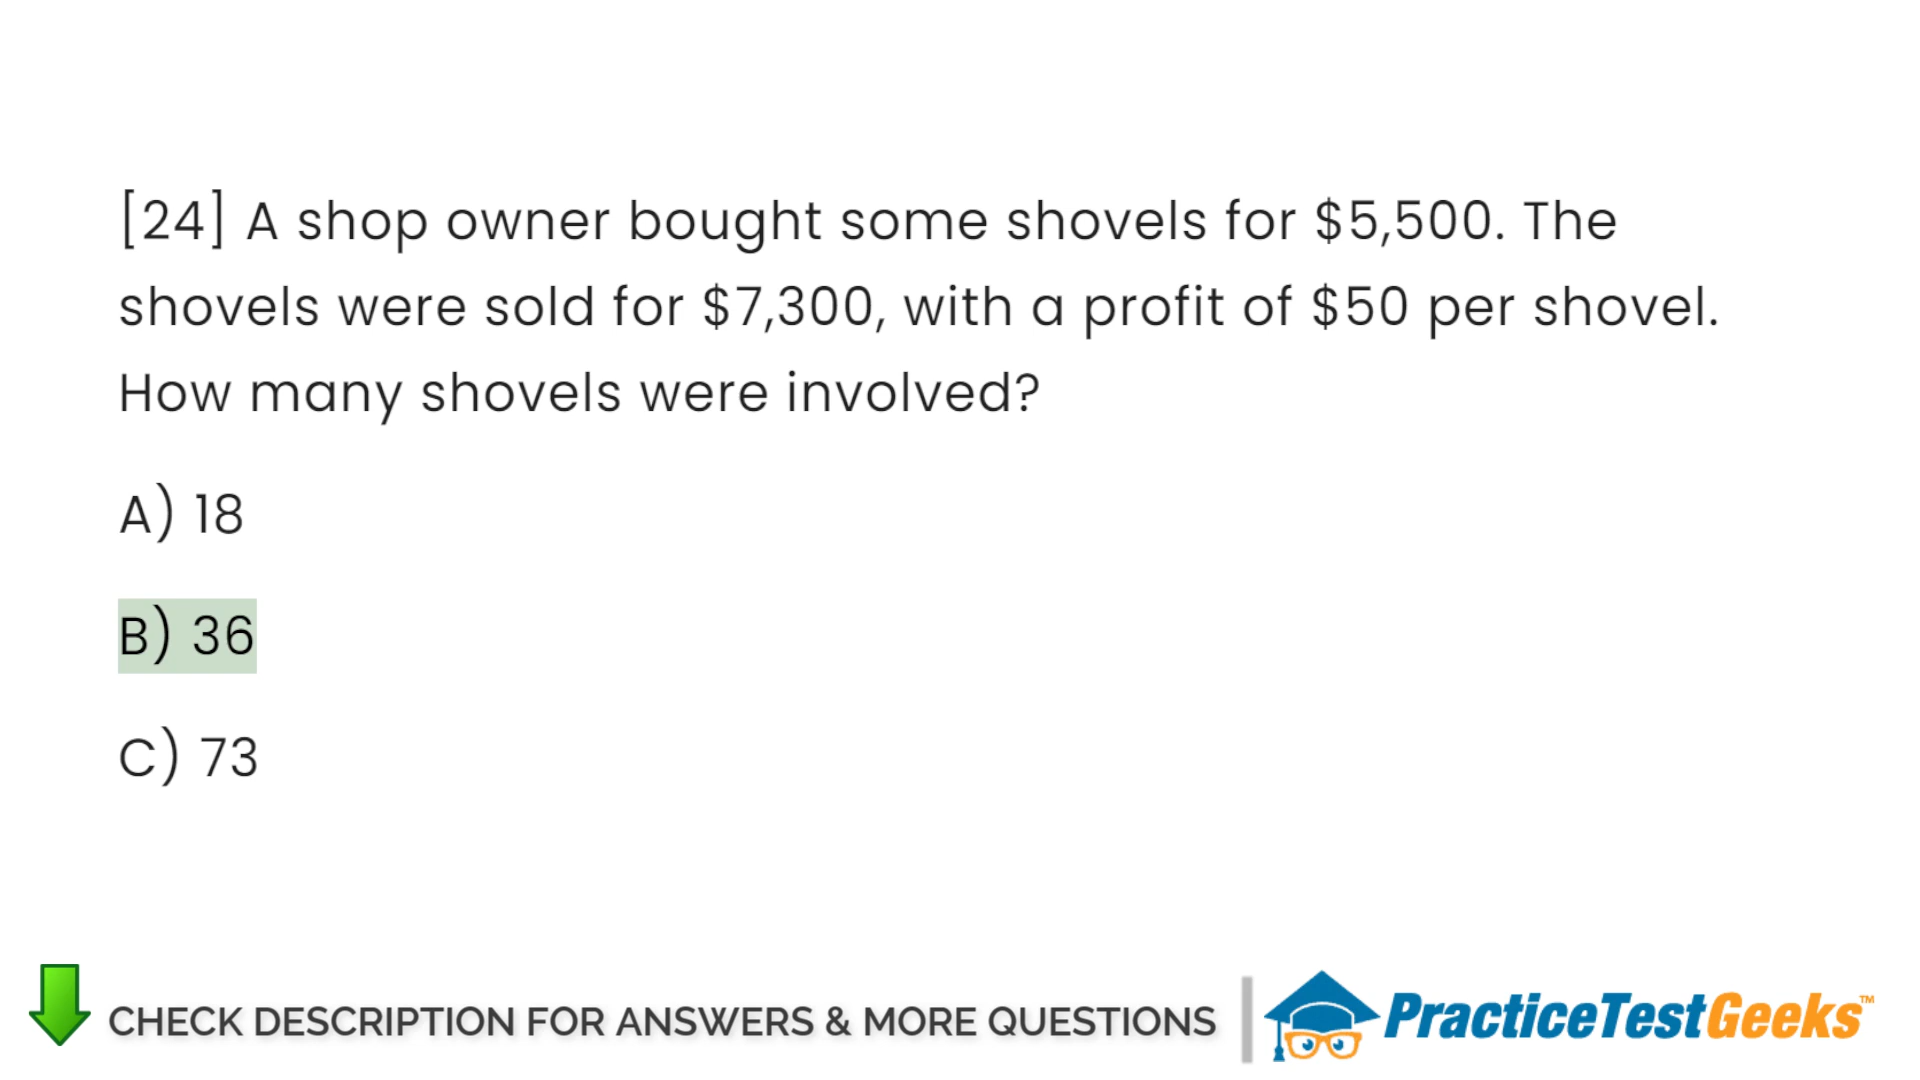 [24] A shop owner bought some shovels for $5,500. The
shovels were sold for $7,300, with a profit of $50 per shovel.
How many shovels were involved?
A) 18
B) 36
C) 73
CHECK DESCRIPTION FOR ANSWERS & MORE QUESTIONS
PracticeTestGeeks™